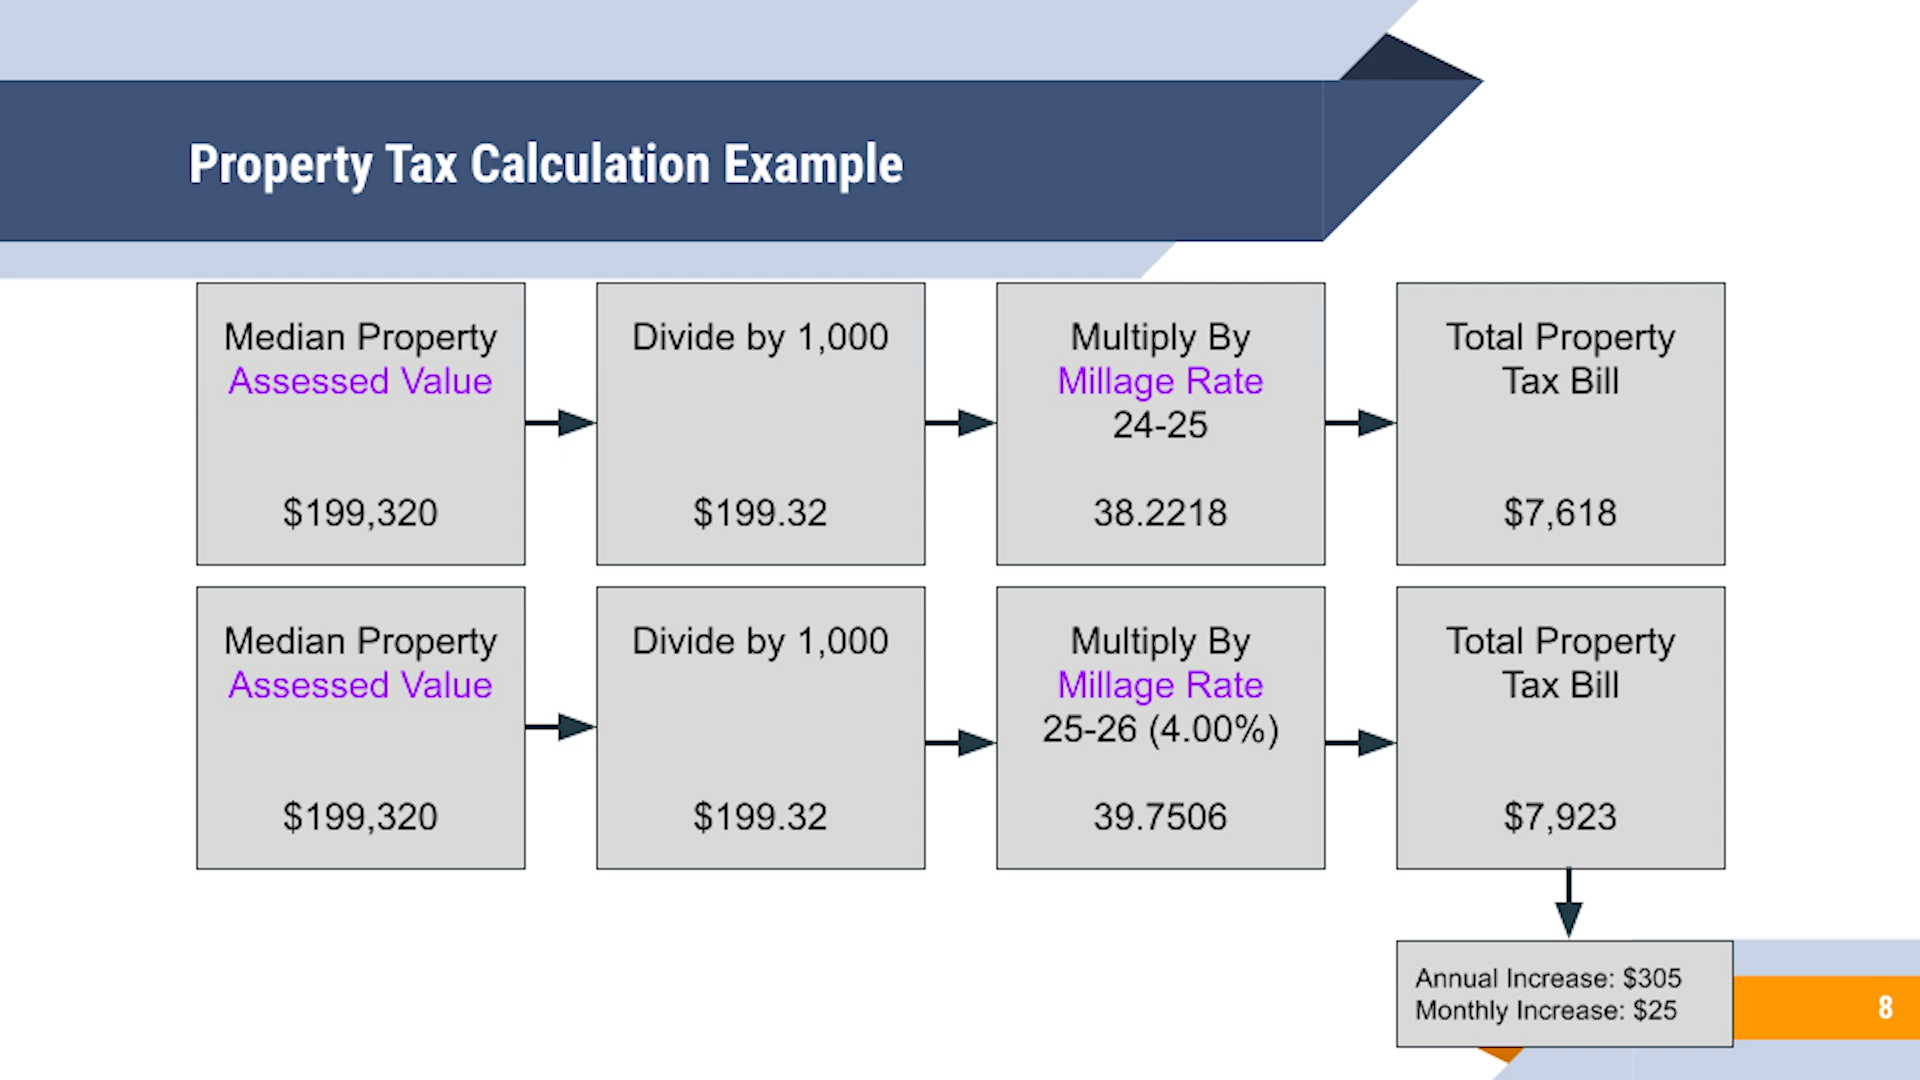 Property Tax Calculation Example
Median Property
Assessed Value
$199,320
Divide by 1,000
$199.32
Multiply By
Millage Rate
24-25
38.2218
Total Property
Tax Bill
$7,618
Median Property
Assessed Value
$199,320
Divide by 1,000
$199.32
Multiply By
Millage Rate
25-26 (4.00%)
39.7506
Total Property
Tax Bill
$7,923
Annual Increase: $305
Monthly Increase: $25
8